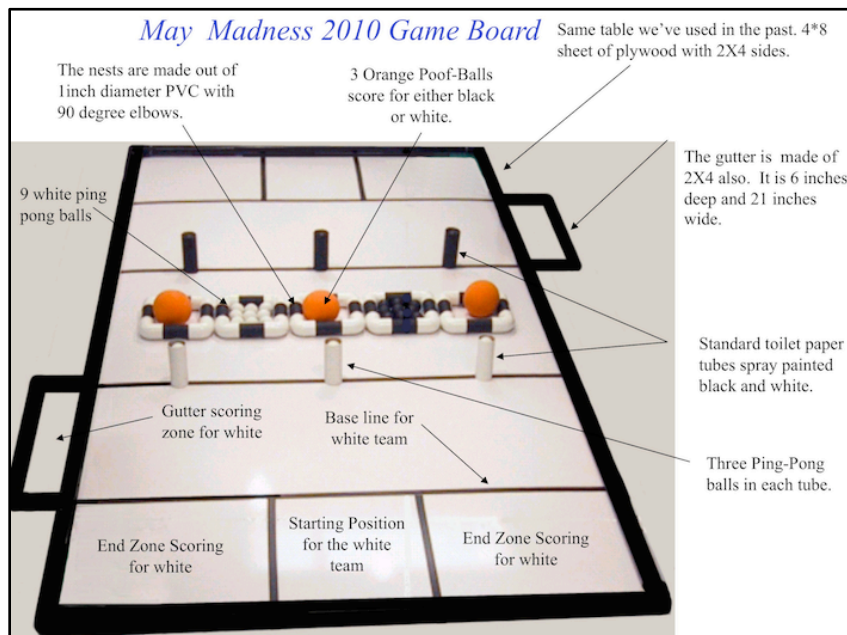 May Madness 2010 Game Board
Same table we've used in the past. 4*8
sheet of plywood with 2X4 sides.
The nests are made out of
1inch diameter PVC with
90 degree elbows.
3 Orange Poof-Balls
score for either black
or white.
The gutter is made of
2X4 also. It is 6 inches
deep and 21 inches
wide.
9 white ping
pong balls
Standard toilet paper
tubes spray painted
black and white.
Gutter scoring
zone for white
Base line for
white team
Three Ping-Pong
balls in each tube.
End Zone Scoring
for white
Starting Position
for the white
team
End Zone Scoring
for white